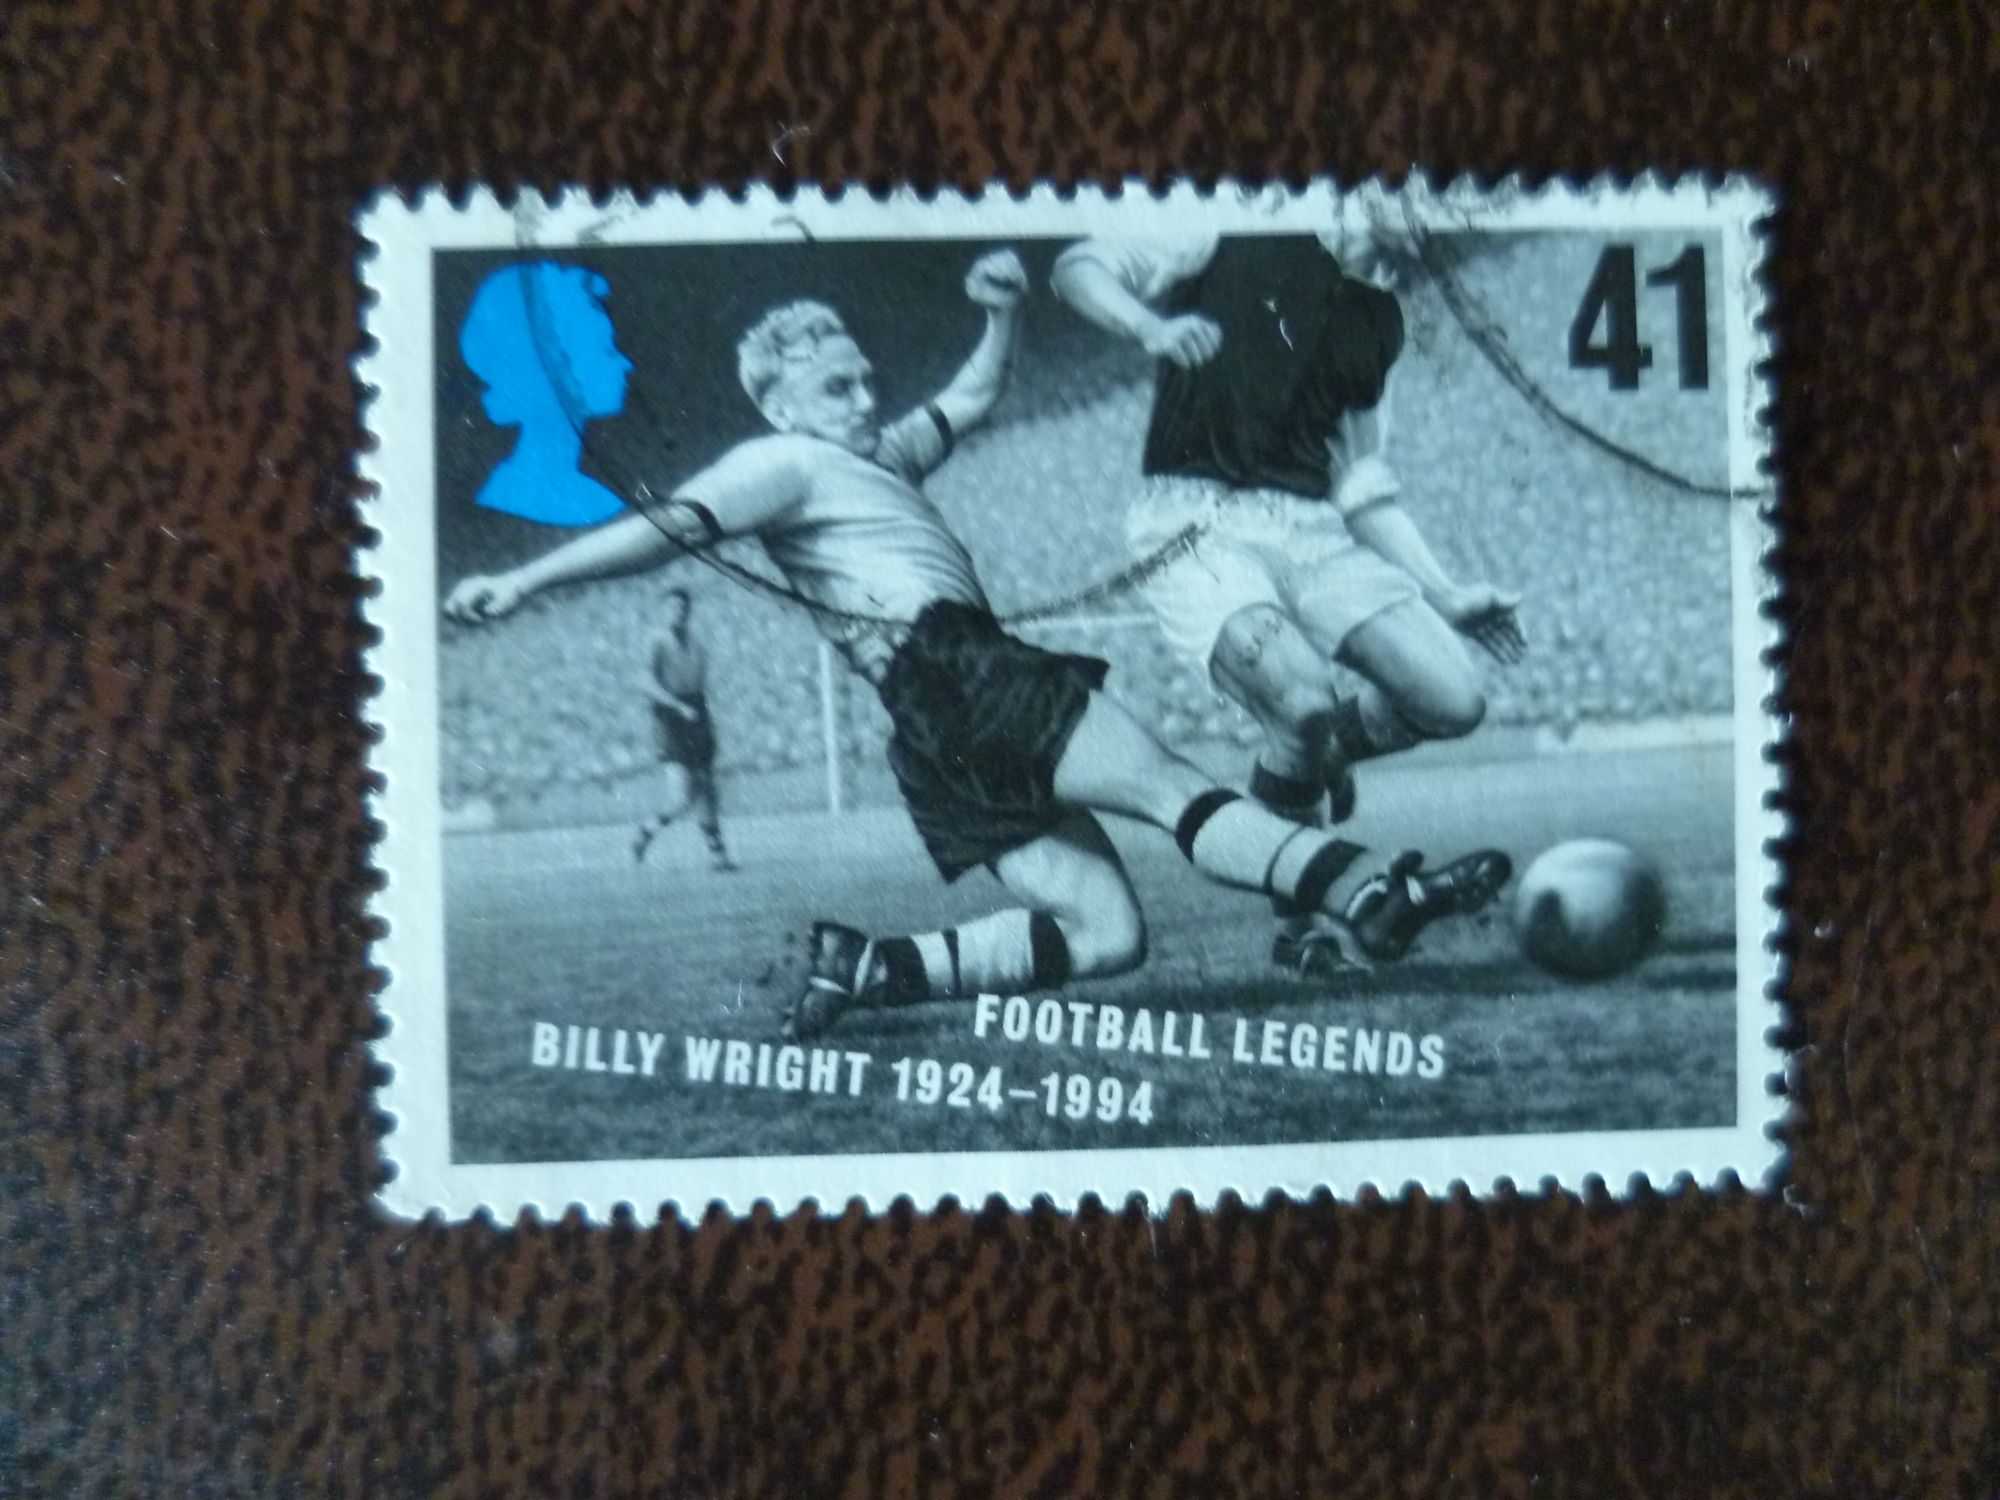 41
FOOTBALL LEGENDS
BILLY WRIGHT 1924–1994